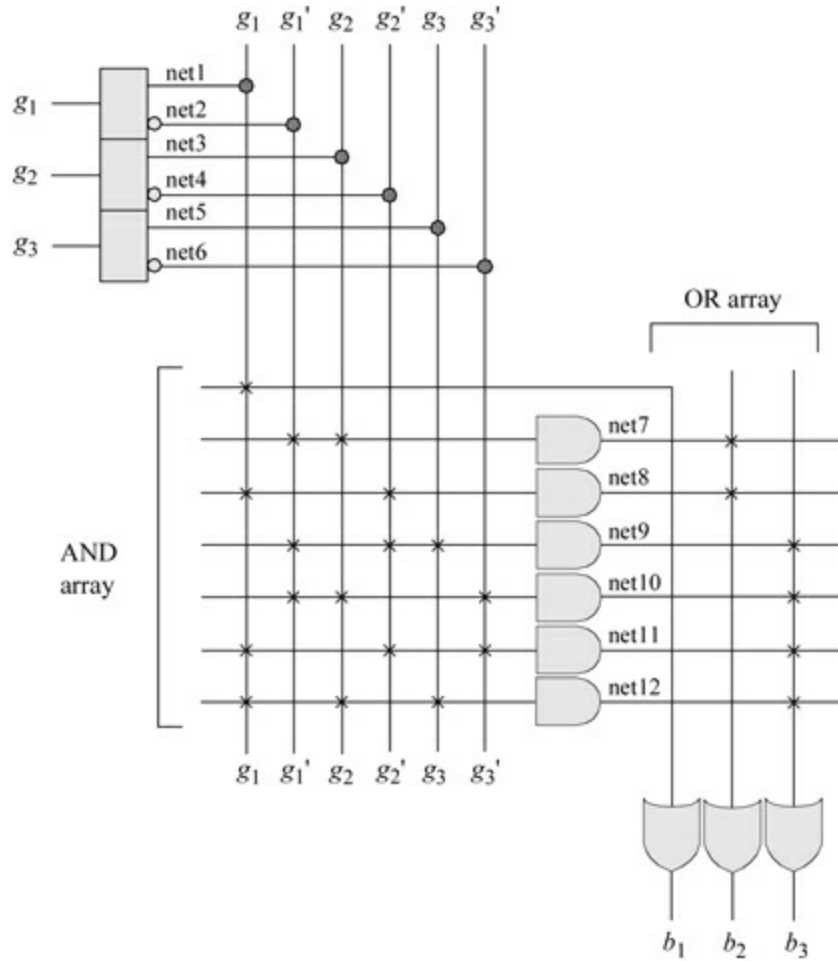 g₁ g₁' g₂ g₂' g₃ g₃'
net1
g₁
net2
net3
g₂
net4
net5
g₃
net6
OR array
net7
net8
AND
array
net9
net10
net11
net12
g₁ g₁' g₂ g₂' g₃ g₃'
b₁ b₂ b₃